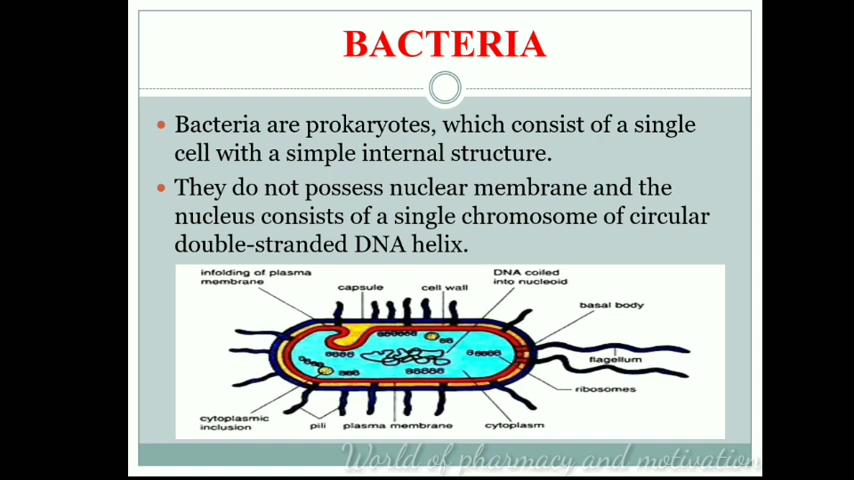 BACTERIA
Bacteria are prokaryotes, which consist of a single
cell with a simple internal structure.
They do not possess nuclear membrane and the
nucleus consists of a single chromosome of circular
double-stranded DNA helix.
infolding of plasma
membrane
capsule
cell wall
DNA coiled
into nucleoid
basal body
flagellum
ribosomes
cytoplasmic
inclusion
pili
plasma membrane
cytoplasm
World of pharmacy and motivation